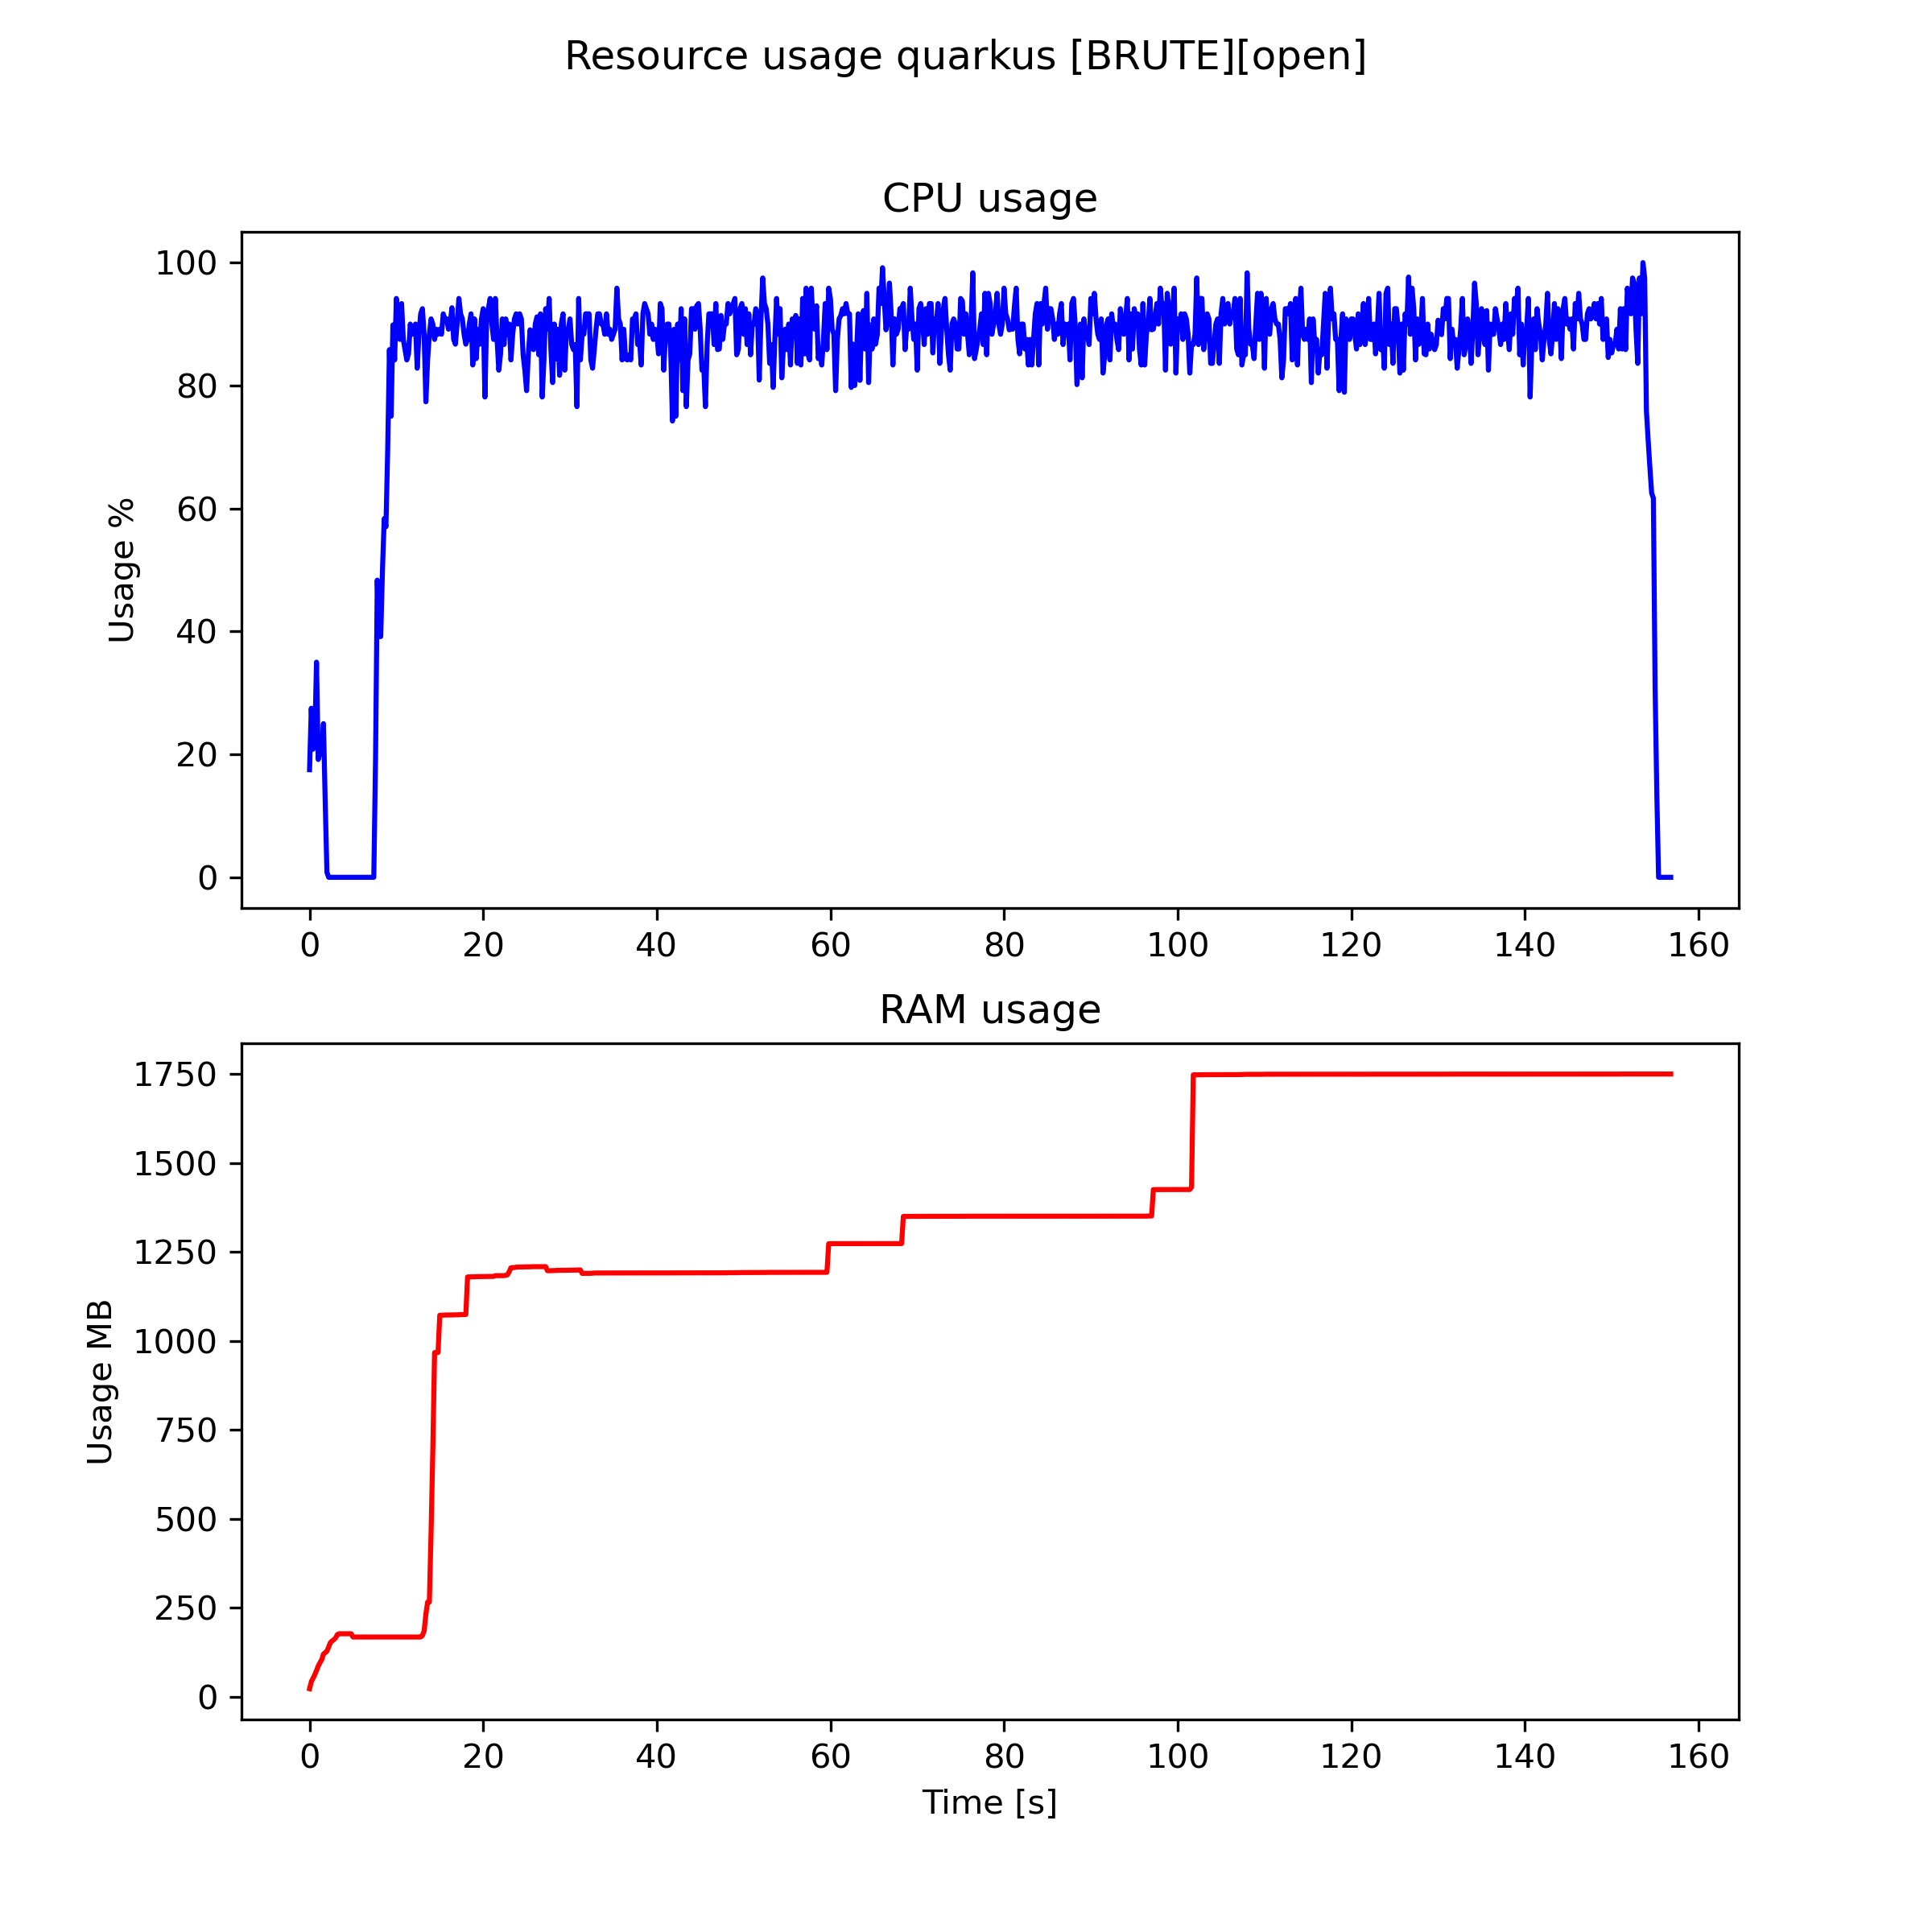 Resource usage quarkus [BRUTE][open]
CPU usage
Usage %
100
80
60
40
20
0
0 20 40 60 80 100 120 140 160
RAM usage
Usage MB
1750
1500
1250
1000
750
500
250
0
0 20 40 60 80 100 120 140 160
Time [s]